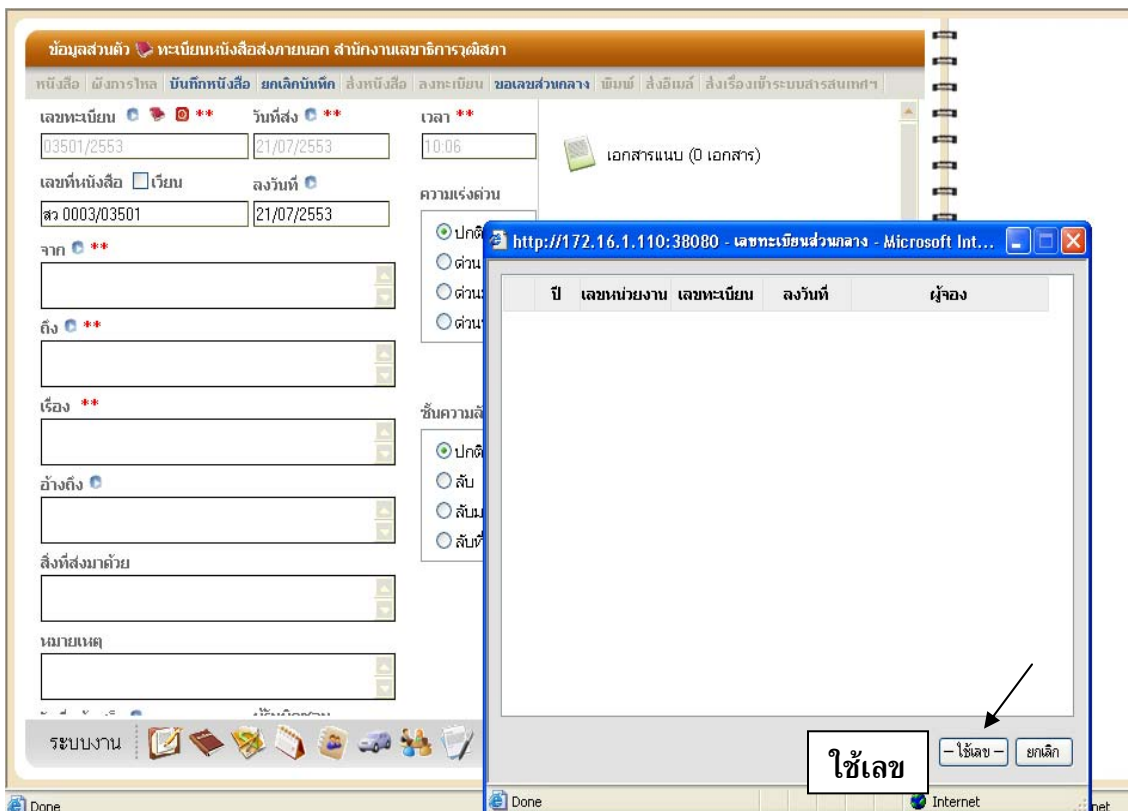 ข้อมูลส่วนตัว ทะเบียนหนังสือส่งภายนอก สำนักงานเลขาธิการวุฒิสภา
หนังสือ ผังการไหล บันทึกหนังสือ ยกเลิกบันทึก ส่งหนังสือ ลงทะเบียน ขอเลขส่วนกลาง พิมพ์ ส่งอีเมล์ ส่งเรื่องเข้าระบบสารสนเทศฯ
เลขทะเบียน ** วันที่ส่ง ** เวลา **
03501/2553 21/07/2553 10:06
เอกสารแนบ (0 เอกสาร)
เลขที่หนังสือ เวียน ลงวันที่
สว 0003/03501 21/07/2553
ความเร่งด่วน
ปกติ
ด่วน
จาก **
ถึง **
เรื่อง **
อ้างถึง
สิ่งที่ส่งมาด้วย
หมายเหตุ
ปกติ
ลับ
ระบบงาน
Done
http://172.16.1.110:38080 - เลขทะเบียนส่วนกลาง - Microsoft Int...
ปี เลขหน่วยงาน เลขทะเบียน ลงวันที่ ผู้จอง
ใช้เลข
– ใช้เลข – ยกเลิก
Done Internet
net